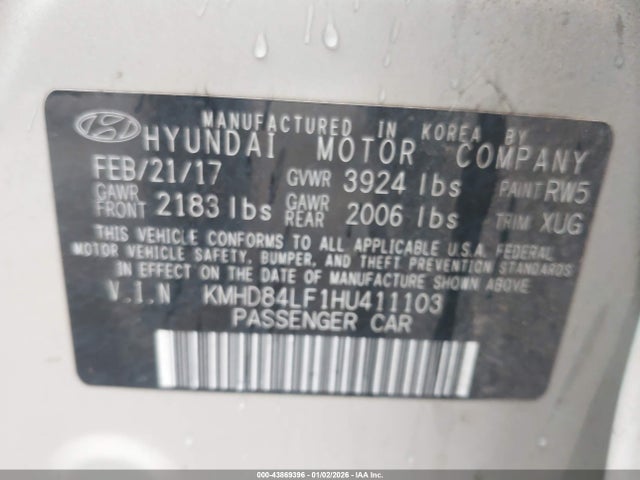 MANUFACTURED IN KOREA BY
HYUNDAI MOTOR COMPANY
FEB/21/17 GVWR 3924 lbs PAINT RW5
GAWR FRONT 2183 lbs GAWR REAR 2006 lbs TRIM XUG
THIS VEHICLE CONFORMS TO ALL APPLICABLE U.S.A. FEDERAL
MOTOR VEHICLE SAFETY, BUMPER, AND THEFT PREVENTION STANDARDS
IN EFFECT ON THE DATE OF MANUFACTURE SHOWN ABOVE
V.I.N KMHD84LF1HU411103
PASSENGER CAR
000-43869396 - 01/02/2026 - IAA Inc.